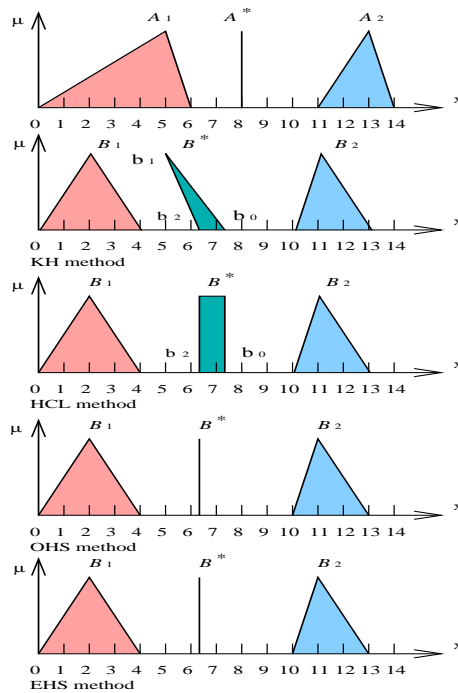 A 1 A * A 2
μ
x
0 1 2 3 4 5 6 7 8 9 10 11 12 13 14
B 1 B * B 2
μ
b 1
b 2 b 0
x
0 1 2 3 4 5 6 7 8 9 10 11 12 13 14
KH method
B 1 B * B 2
μ
b 2 b 0
x
0 1 2 3 4 5 6 7 8 9 10 11 12 13 14
HCL method
B 1 B * B 2
μ
x
0 1 2 3 4 5 6 7 8 9 10 11 12 13 14
OHS method
B 1 B * B 2
μ
x
0 1 2 3 4 5 6 7 8 9 10 11 12 13 14
EHS method